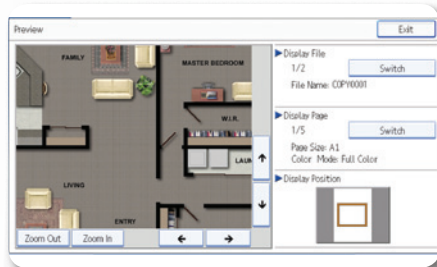 Preview
Exit
FAMILY
MASTER BEDROOM
W.I.R.
LAUN
LIVING
ENTRY
Zoom Out
Zoom In
Display File
1/2
Switch
File Name: COPY0001
Display Page
1/5
Switch
Page Size: A1
Color Mode: Full Color
Display Position